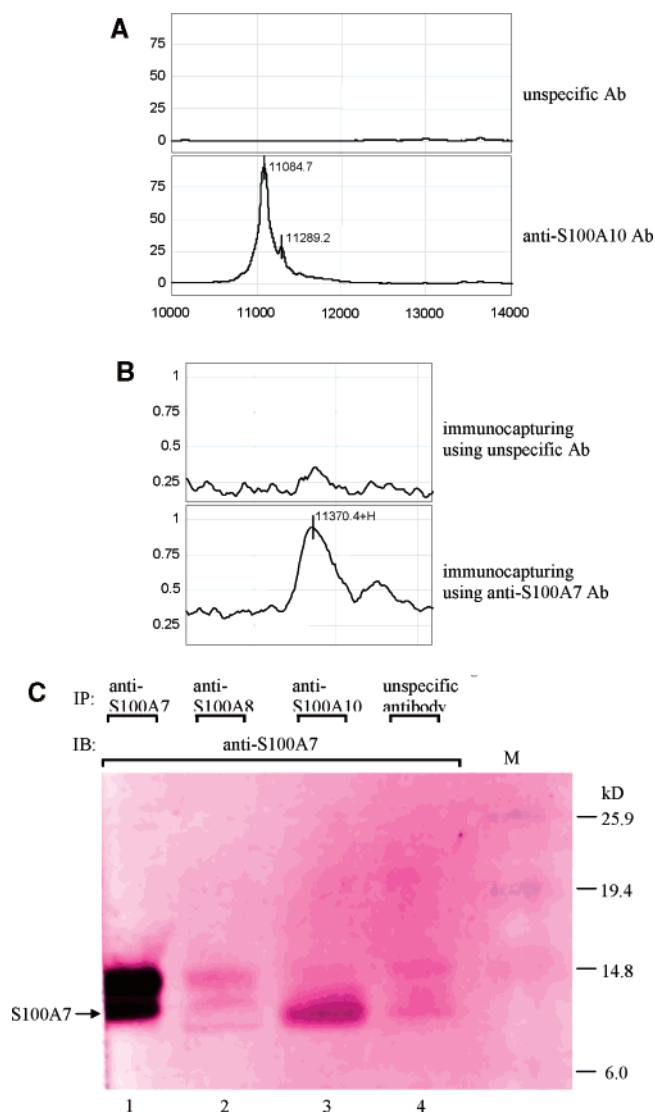 A
75
50
25
0
unspecific Ab
75
50
25
0
11084.7
11289.2
anti-S100A10 Ab
10000 11000 12000 13000 14000
B
1
0.75
0.5
0.25
immunocapturing
using unspecific Ab
1
0.75
0.5
0.25
11370.4+H
immunocapturing
using anti-S100A7 Ab
C
IP:
anti-
S100A7
anti-
S100A8
anti-
S100A10
unspecific
antibody
IB:
anti-S100A7
M
kD
25.9
19.4
14.8
6.0
S100A7
1 2 3 4